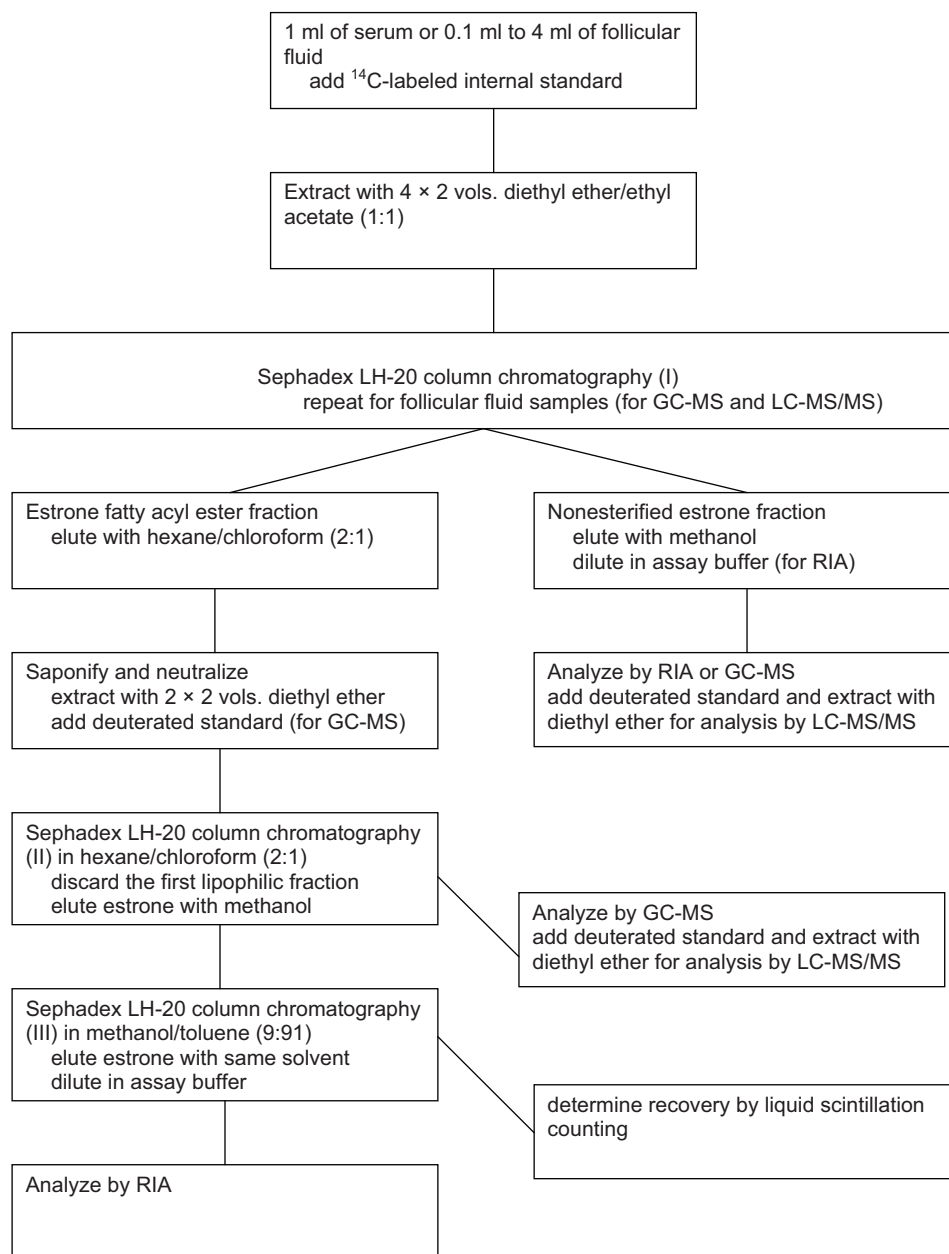 1 ml of serum or 0.1 ml to 4 ml of follicular
fluid
add ¹⁴C-labeled internal standard
Extract with 4 × 2 vols. diethyl ether/ethyl
acetate (1:1)
Sephadex LH-20 column chromatography (I)
repeat for follicular fluid samples (for GC-MS and LC-MS/MS)
Estrone fatty acyl ester fraction
elute with hexane/chloroform (2:1)
Nonesterified estrone fraction
elute with methanol
dilute in assay buffer (for RIA)
Saponify and neutralize
extract with 2 × 2 vols. diethyl ether
add deuterated standard (for GC-MS)
Analyze by RIA or GC-MS
add deuterated standard and extract with
diethyl ether for analysis by LC-MS/MS
Sephadex LH-20 column chromatography
(II) in hexane/chloroform (2:1)
discard the first lipophilic fraction
elute estrone with methanol
Analyze by GC-MS
add deuterated standard and extract with
diethyl ether for analysis by LC-MS/MS
Sephadex LH-20 column chromatography
(III) in methanol/toluene (9:91)
elute estrone with same solvent
dilute in assay buffer
determine recovery by liquid scintillation
counting
Analyze by RIA